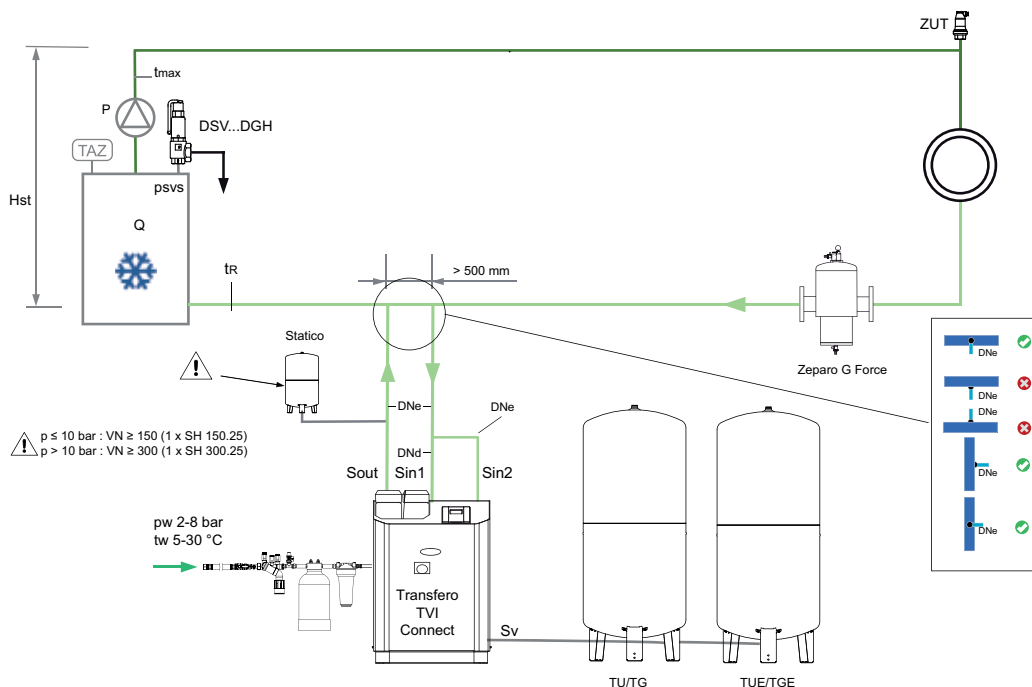 ZUT
tmax
P
DSV...DGH
TAZ
psvs
Hst
Q
tR
> 500 mm
Statico
Zeparo G Force
DNe
DNe
DNe
DNe
DNe
DNe
DNe
DNd
p ≤ 10 bar : VN ≥ 150 (1 x SH 150.25)
p > 10 bar : VN ≥ 300 (1 x SH 300.25)
Sout
Sin1
Sin2
pw 2-8 bar
tw 5-30 °C
Transfero
TVI
Connect
Sv
TU/TG
TUE/TGE